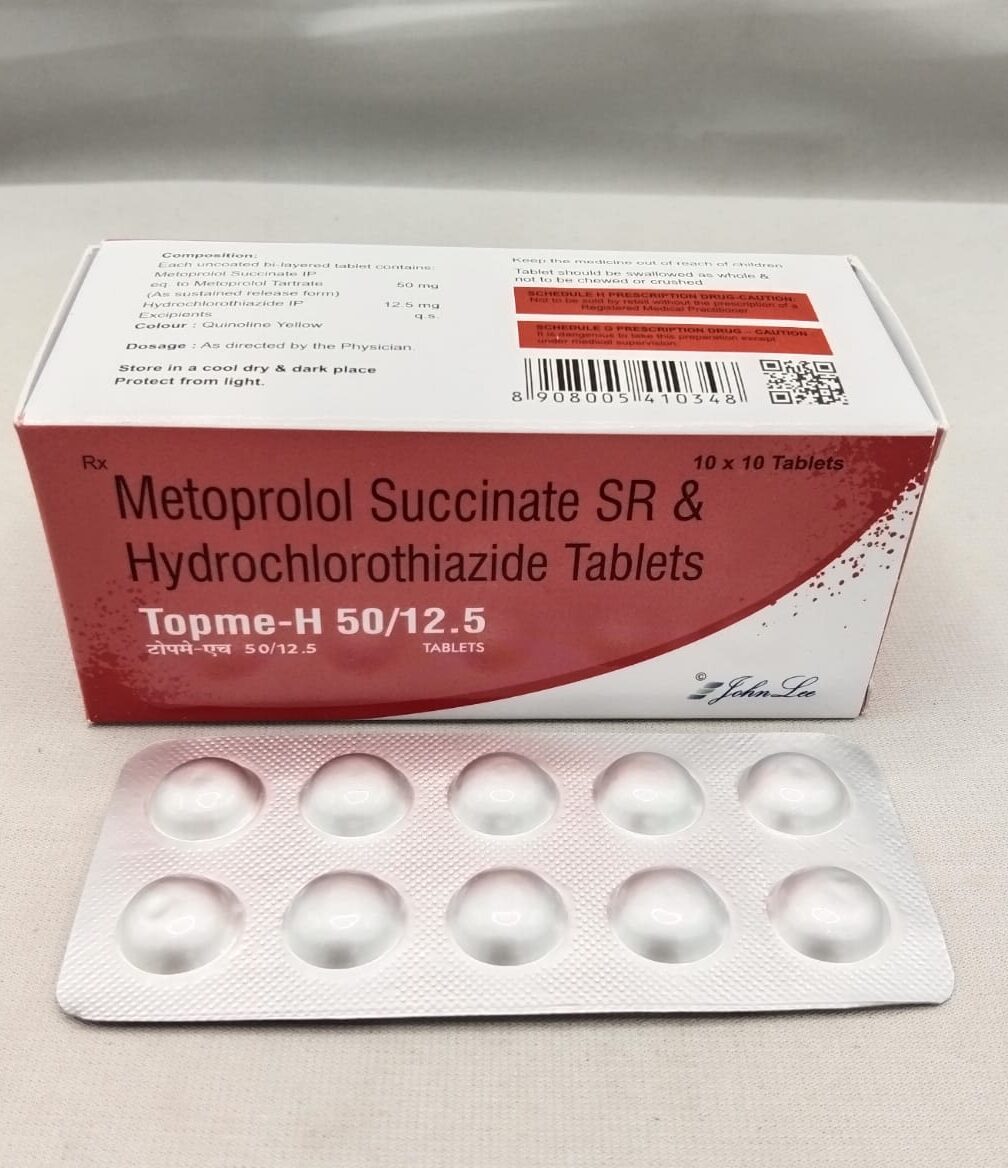 Composition:
Each uncoated bi-layered tablet contains:
Metoprolol Succinate IP
eq. to Metoprolol Tartrate 50 mg
(As sustained release form)
Hydrochlorothiazide IP 12.5 mg
Excipients q.s.
Colour : Quinoline Yellow
Dosage : As directed by the Physician.
Store in a cool dry & dark place
Protect from light.
Keep the medicine out of reach of children
Tablet should be swallowed as whole &
not to be chewed or crushed
SCHEDULE H PRESCRIPTION DRUG-CAUTION:
Not to be sold by retail without the prescription of a
Registered Medical Practitioner
SCHEDULE G PRESCRIPTION DRUG - CAUTION
It is dangerous to take this preparation except
under medical supervision
8 908005 410348
Rx
10 x 10 Tablets
Metoprolol Succinate SR &
Hydrochlorothiazide Tablets
Topme-H 50/12.5
टोपमे-एच 50/12.5 TABLETS
© John Lee